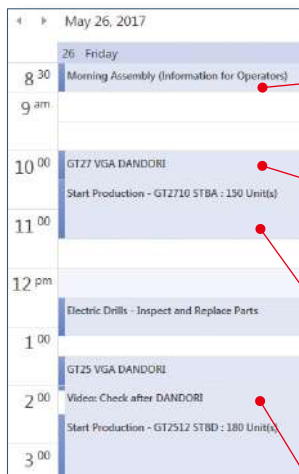 May 26, 2017
26 Friday
8 30 Morning Assembly (Information for Operators)
9 am
10 00 GT27 VGA DANDORI
Start Production - GT2710 STBA : 150 Unit(s)
11 00
12 pm
Electric Drills - Inspect and Replace Parts
1 00
GT25 VGA DANDORI
2 00 Video: Check after DANDORI
Start Production - GT2512 STBD : 180 Unit(s)
3 00